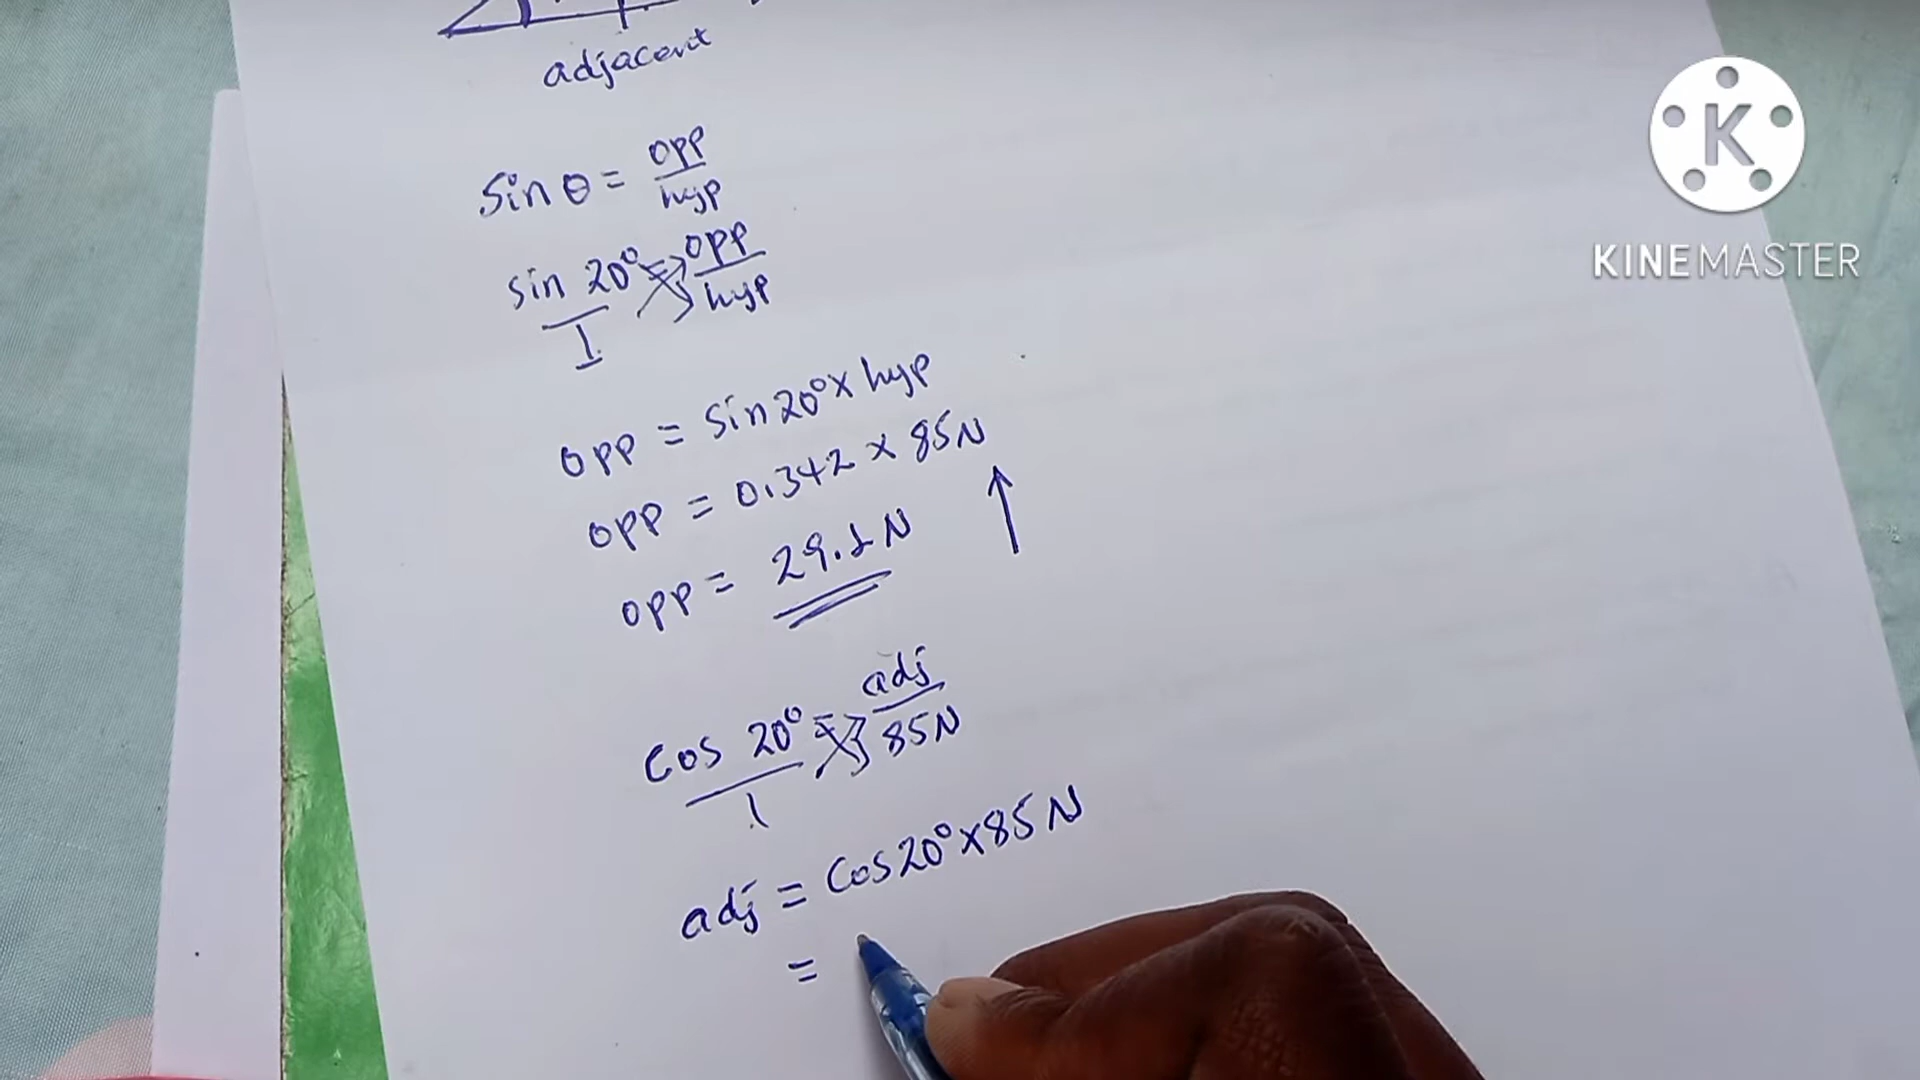 adjacent
Sin θ = opp/hyp
sin 20°/1 = opp/hyp
opp = sin 20° x hyp
opp = 0.342 x 85N
opp = 29.1N
Cos 20°/1 = adj/85N
adj = Cos 20° x 85N
=
K
KINEMASTER